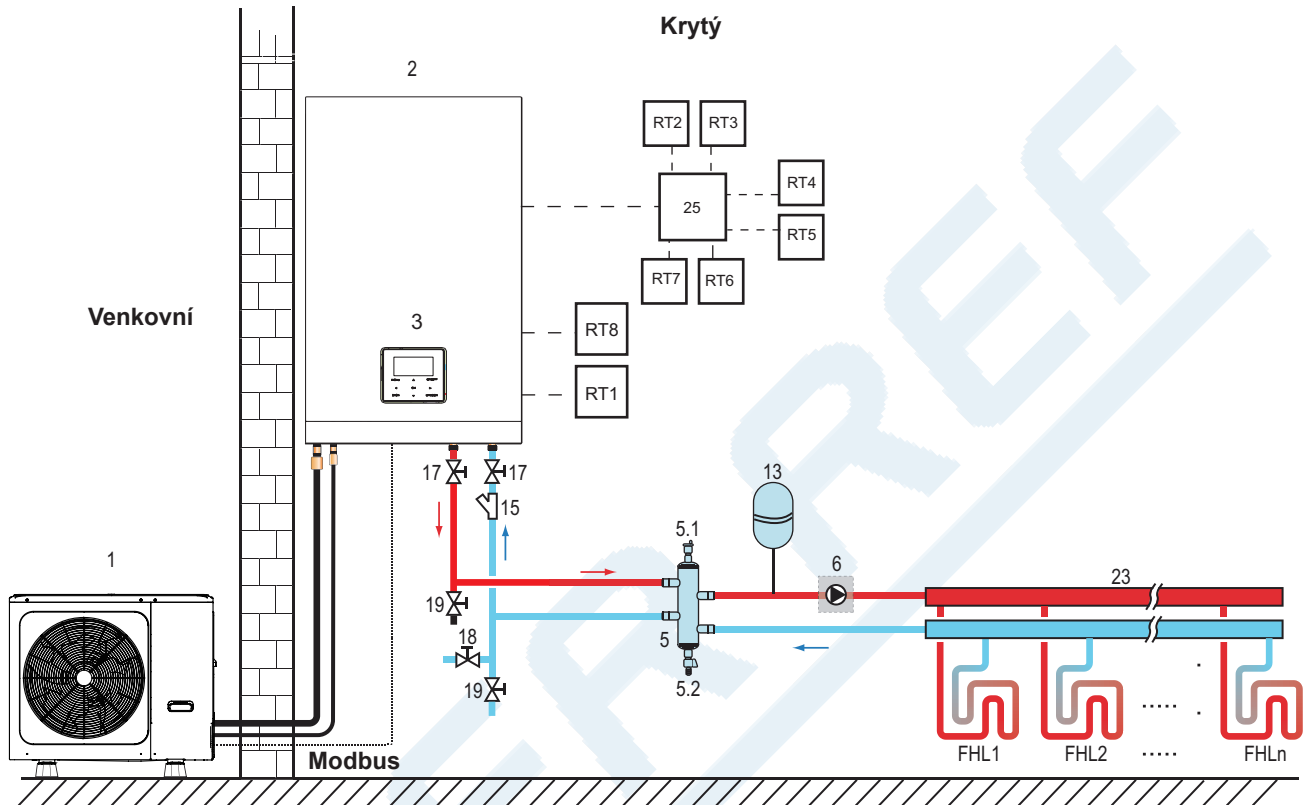 Krytý
2
RT2
RT3
RT4
25
RT5
RT7
RT6
Venkovní
3
RT8
RT1
17
17
13
15
5.1
1
6
23
19
18
5
19
5.2
FHL1
FHL2
.....
FHLn
Modbus